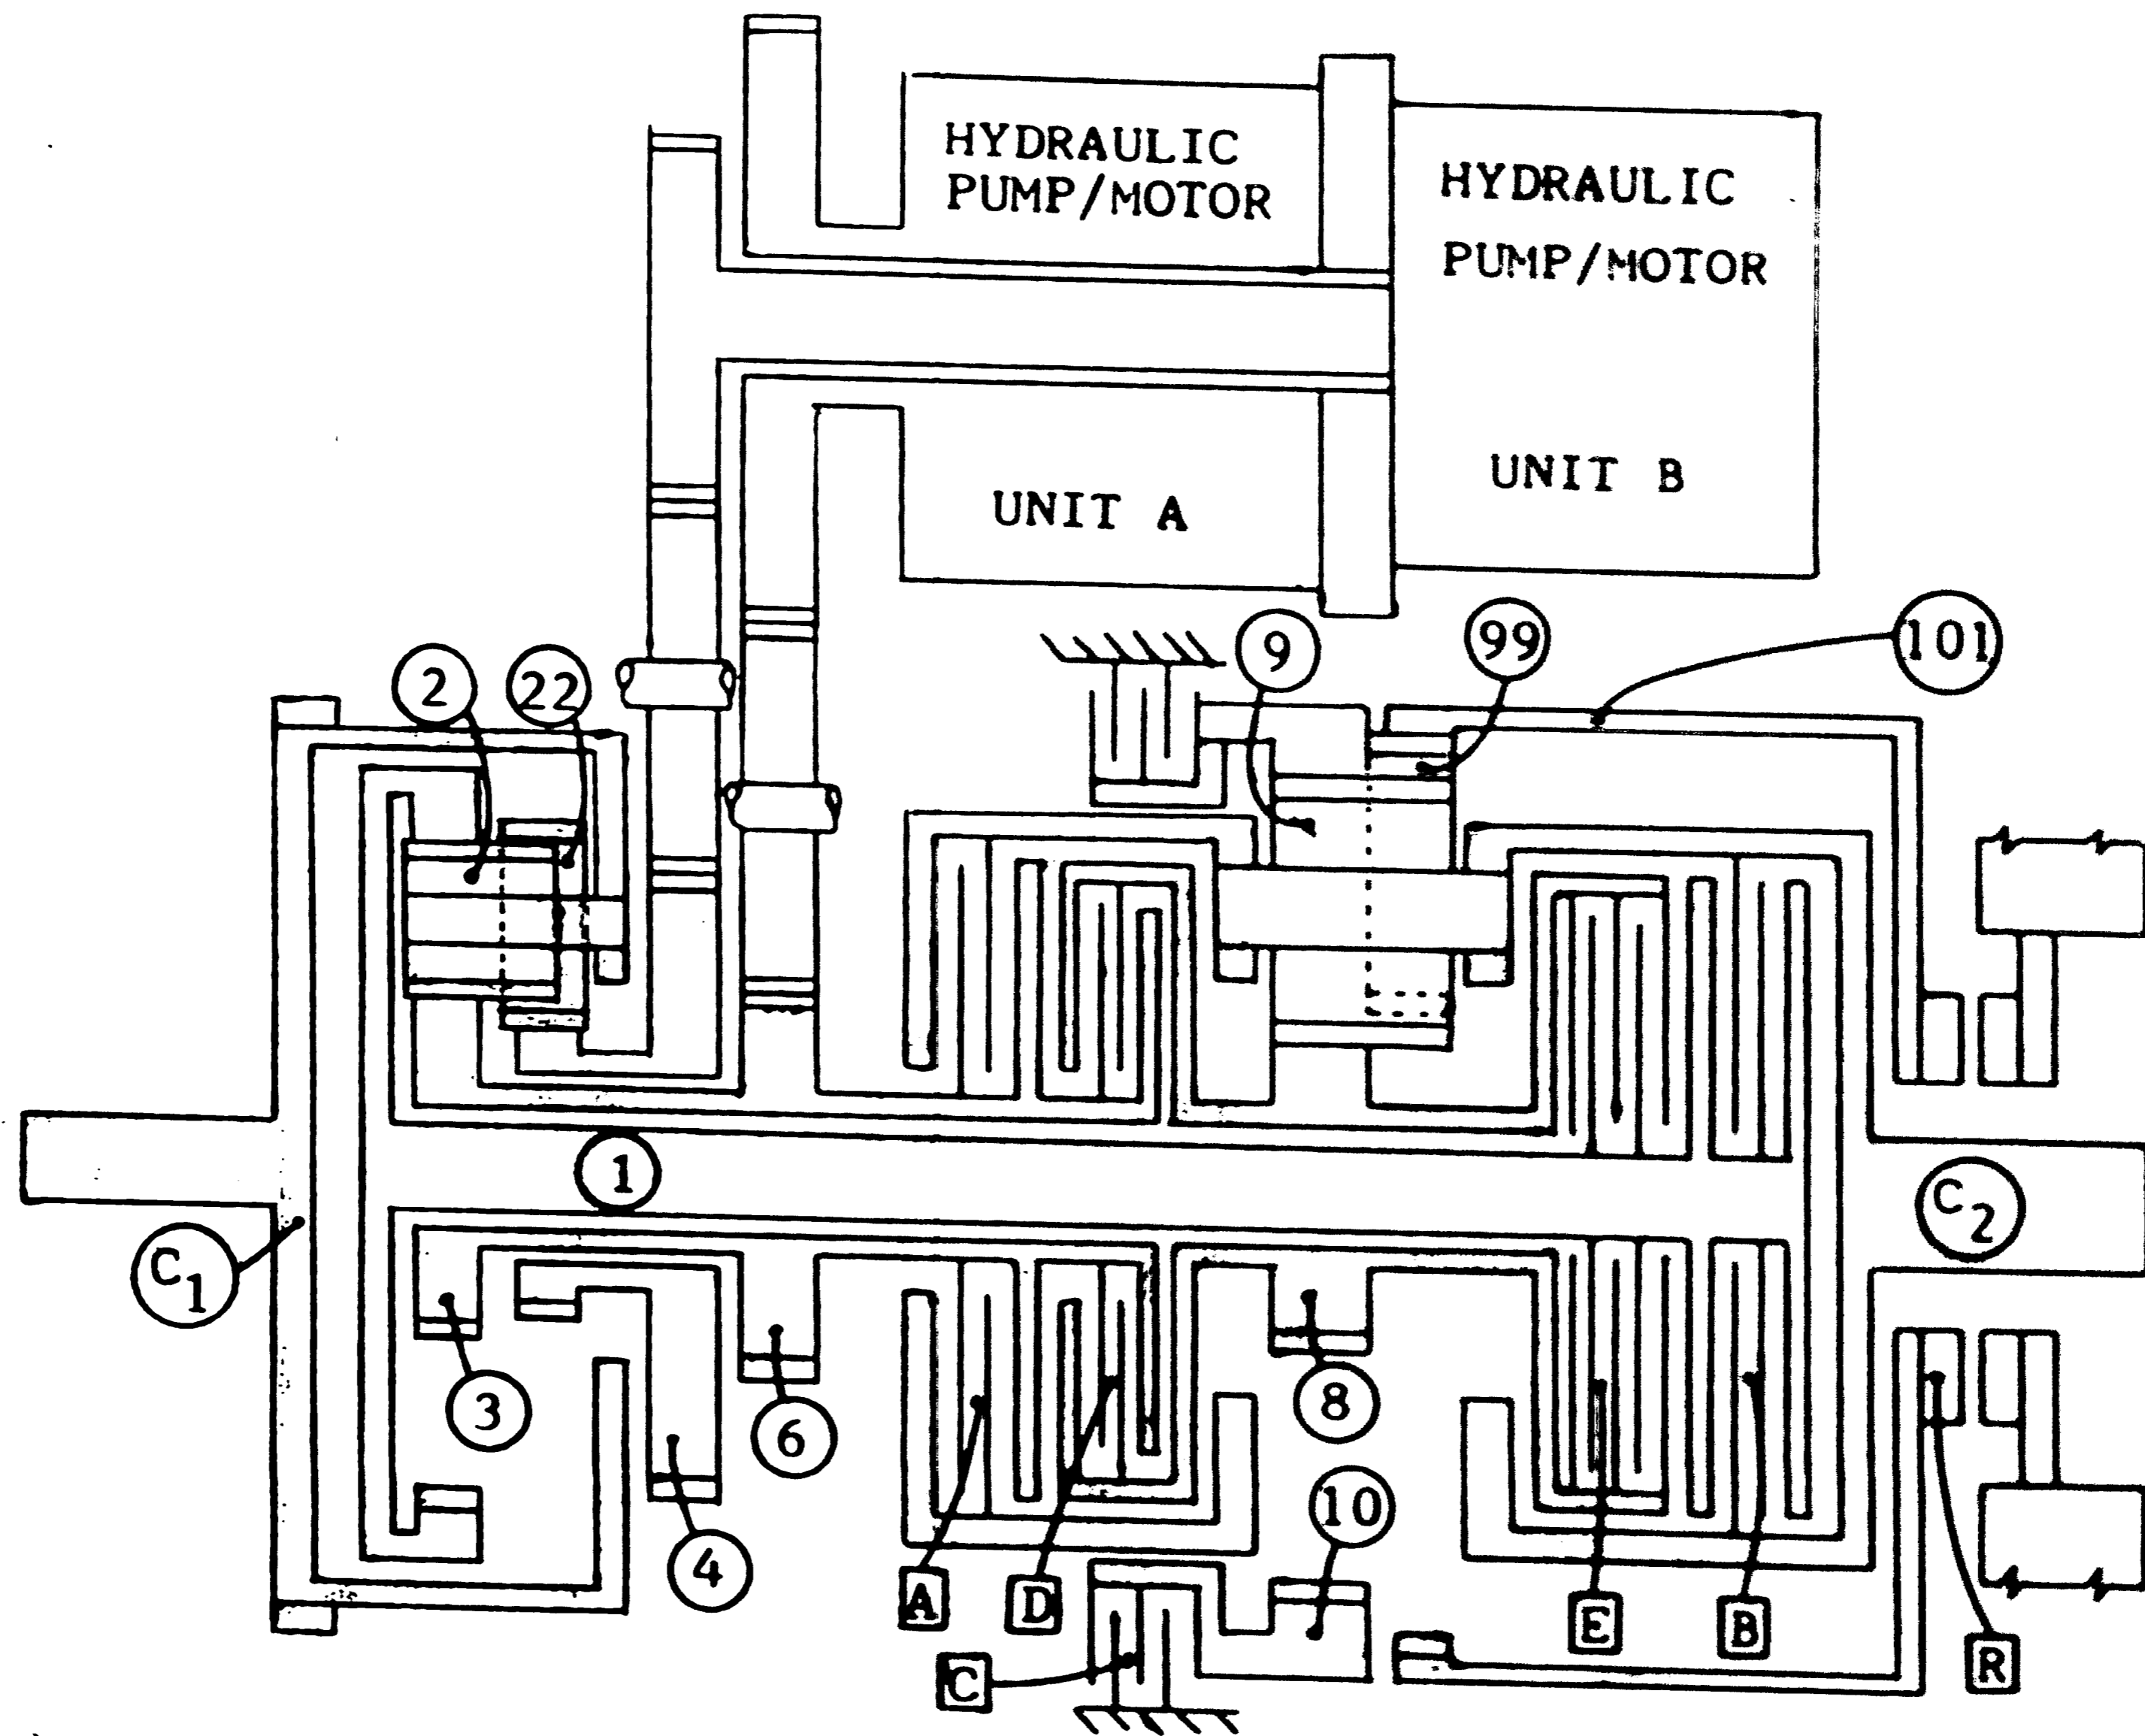 HYDRAULIC
PUMP/MOTOR
HYDRAULIC
PUMP/MOTOR
UNIT A
UNIT B
2
22
9
99
101
1
C1
C2
3
6
8
4
10
A
D
E
B
C
R